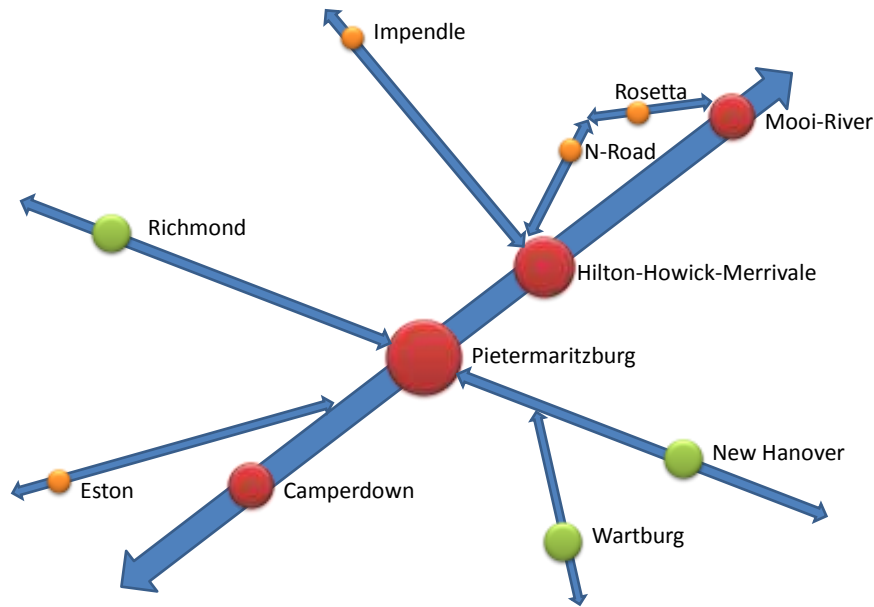 Impendle
Rosetta
Mooi-River
N-Road
Richmond
Hilton-Howick-Merrivale
Pietermaritzburg
New Hanover
Eston
Camperdown
Wartburg